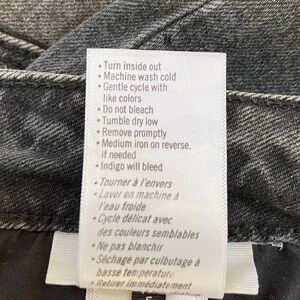 • Turn inside out
• Machine wash cold
• Gentle cycle with
like colors
• Do not bleach
• Tumble dry low
• Remove promptly
• Medium iron on reverse,
if needed
• Indigo will bleed
• Tourner à l'envers
• Laver en machine à
l'eau froide
• Cycle délicat avec
des couleurs semblables
• Ne pas blanchir
• Séchage par culbutage à
basse température
• Retirer immédiatement